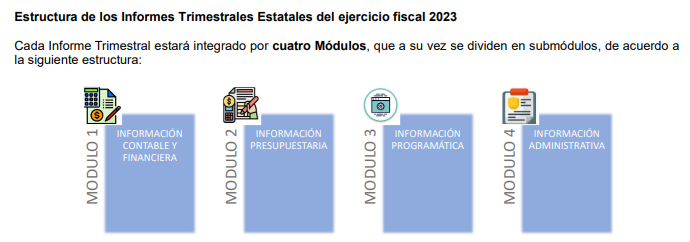 Estructura de los Informes Trimestrales Estatales del ejercicio fiscal 2023
Cada Informe Trimestral estará integrado por cuatro Módulos, que a su vez se dividen en submódulos, de acuerdo a
la siguiente estructura:
MODULO 1
INFORMACIÓN
CONTABLE Y
FINANCIERA
MODULO 2
INFORMACIÓN
PRESUPUESTARIA
MODULO 3
INFORMACIÓN
PROGRAMÁTICA
MODULO 4
INFORMACIÓN
ADMINISTRATIVA